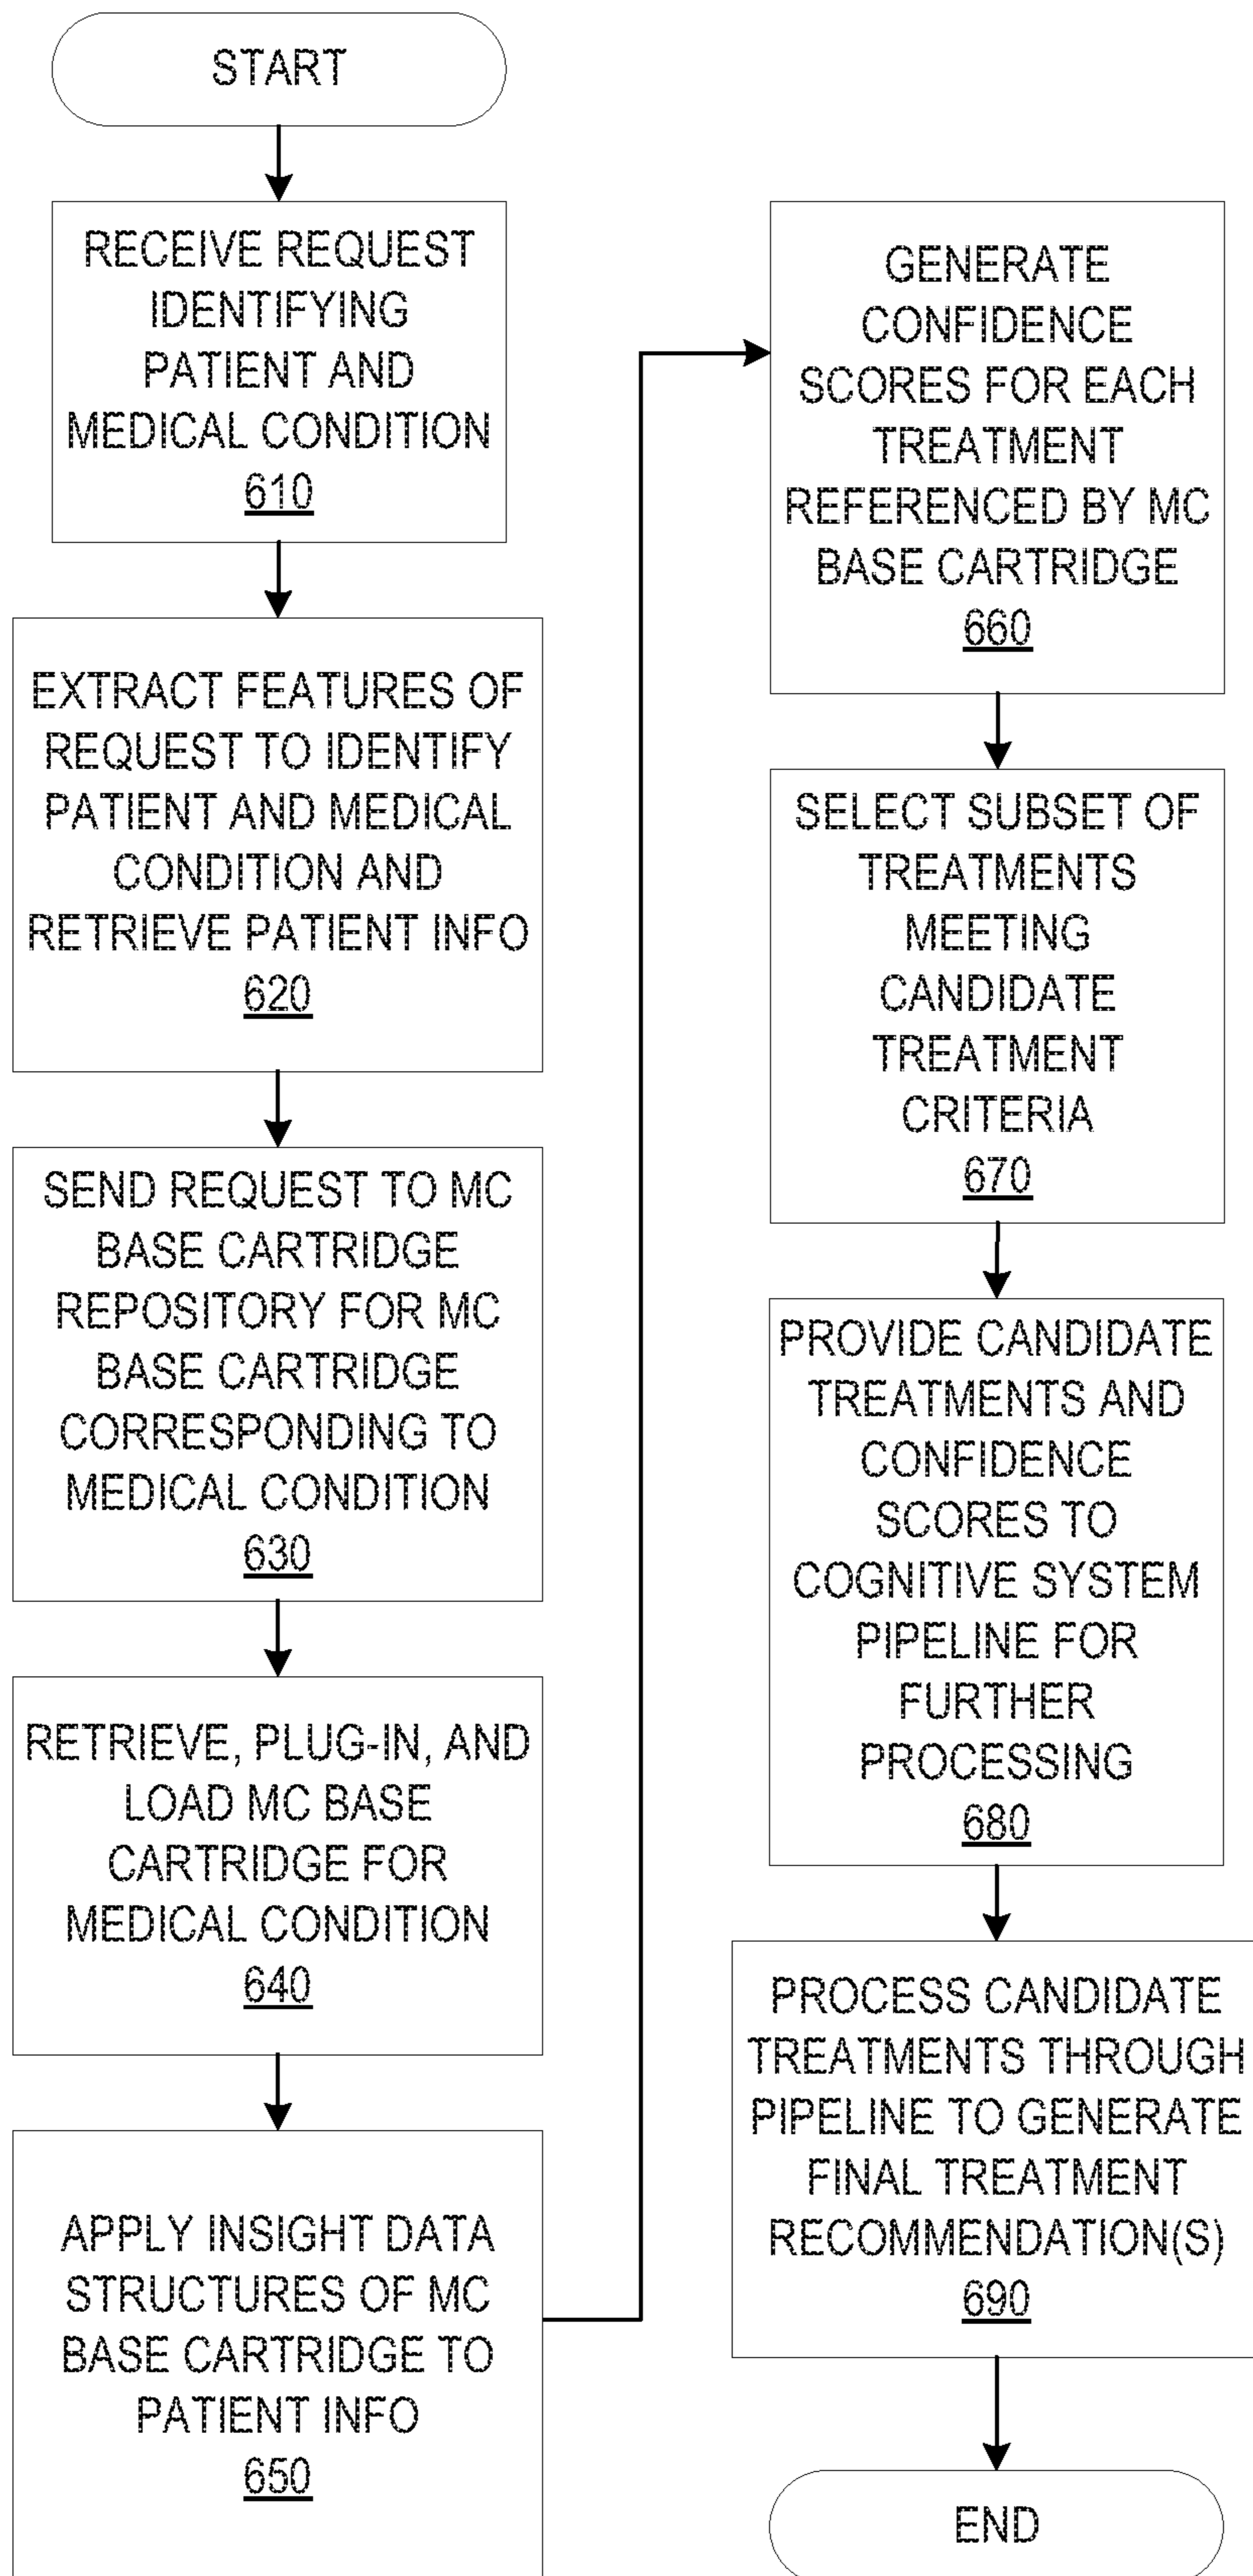 START
RECEIVE REQUEST
IDENTIFYING
PATIENT AND
MEDICAL CONDITION
610
EXTRACT FEATURES OF
REQUEST TO IDENTIFY
PATIENT AND MEDICAL
CONDITION AND
RETRIEVE PATIENT INFO
620
SEND REQUEST TO MC
BASE CARTRIDGE
REPOSITORY FOR MC
BASE CARTRIDGE
CORRESPONDING TO
MEDICAL CONDITION
630
RETRIEVE, PLUG-IN, AND
LOAD MC BASE
CARTRIDGE FOR
MEDICAL CONDITION
640
APPLY INSIGHT DATA
STRUCTURES OF MC
BASE CARTRIDGE TO
PATIENT INFO
650
GENERATE
CONFIDENCE
SCORES FOR EACH
TREATMENT
REFERENCED BY MC
BASE CARTRIDGE
660
SELECT SUBSET OF
TREATMENTS
MEETING
CANDIDATE
TREATMENT
CRITERIA
670
PROVIDE CANDIDATE
TREATMENTS AND
CONFIDENCE
SCORES TO
COGNITIVE SYSTEM
PIPELINE FOR
FURTHER
PROCESSING
680
PROCESS CANDIDATE
TREATMENTS THROUGH
PIPELINE TO GENERATE
FINAL TREATMENT
RECOMMENDATION(S)
690
END